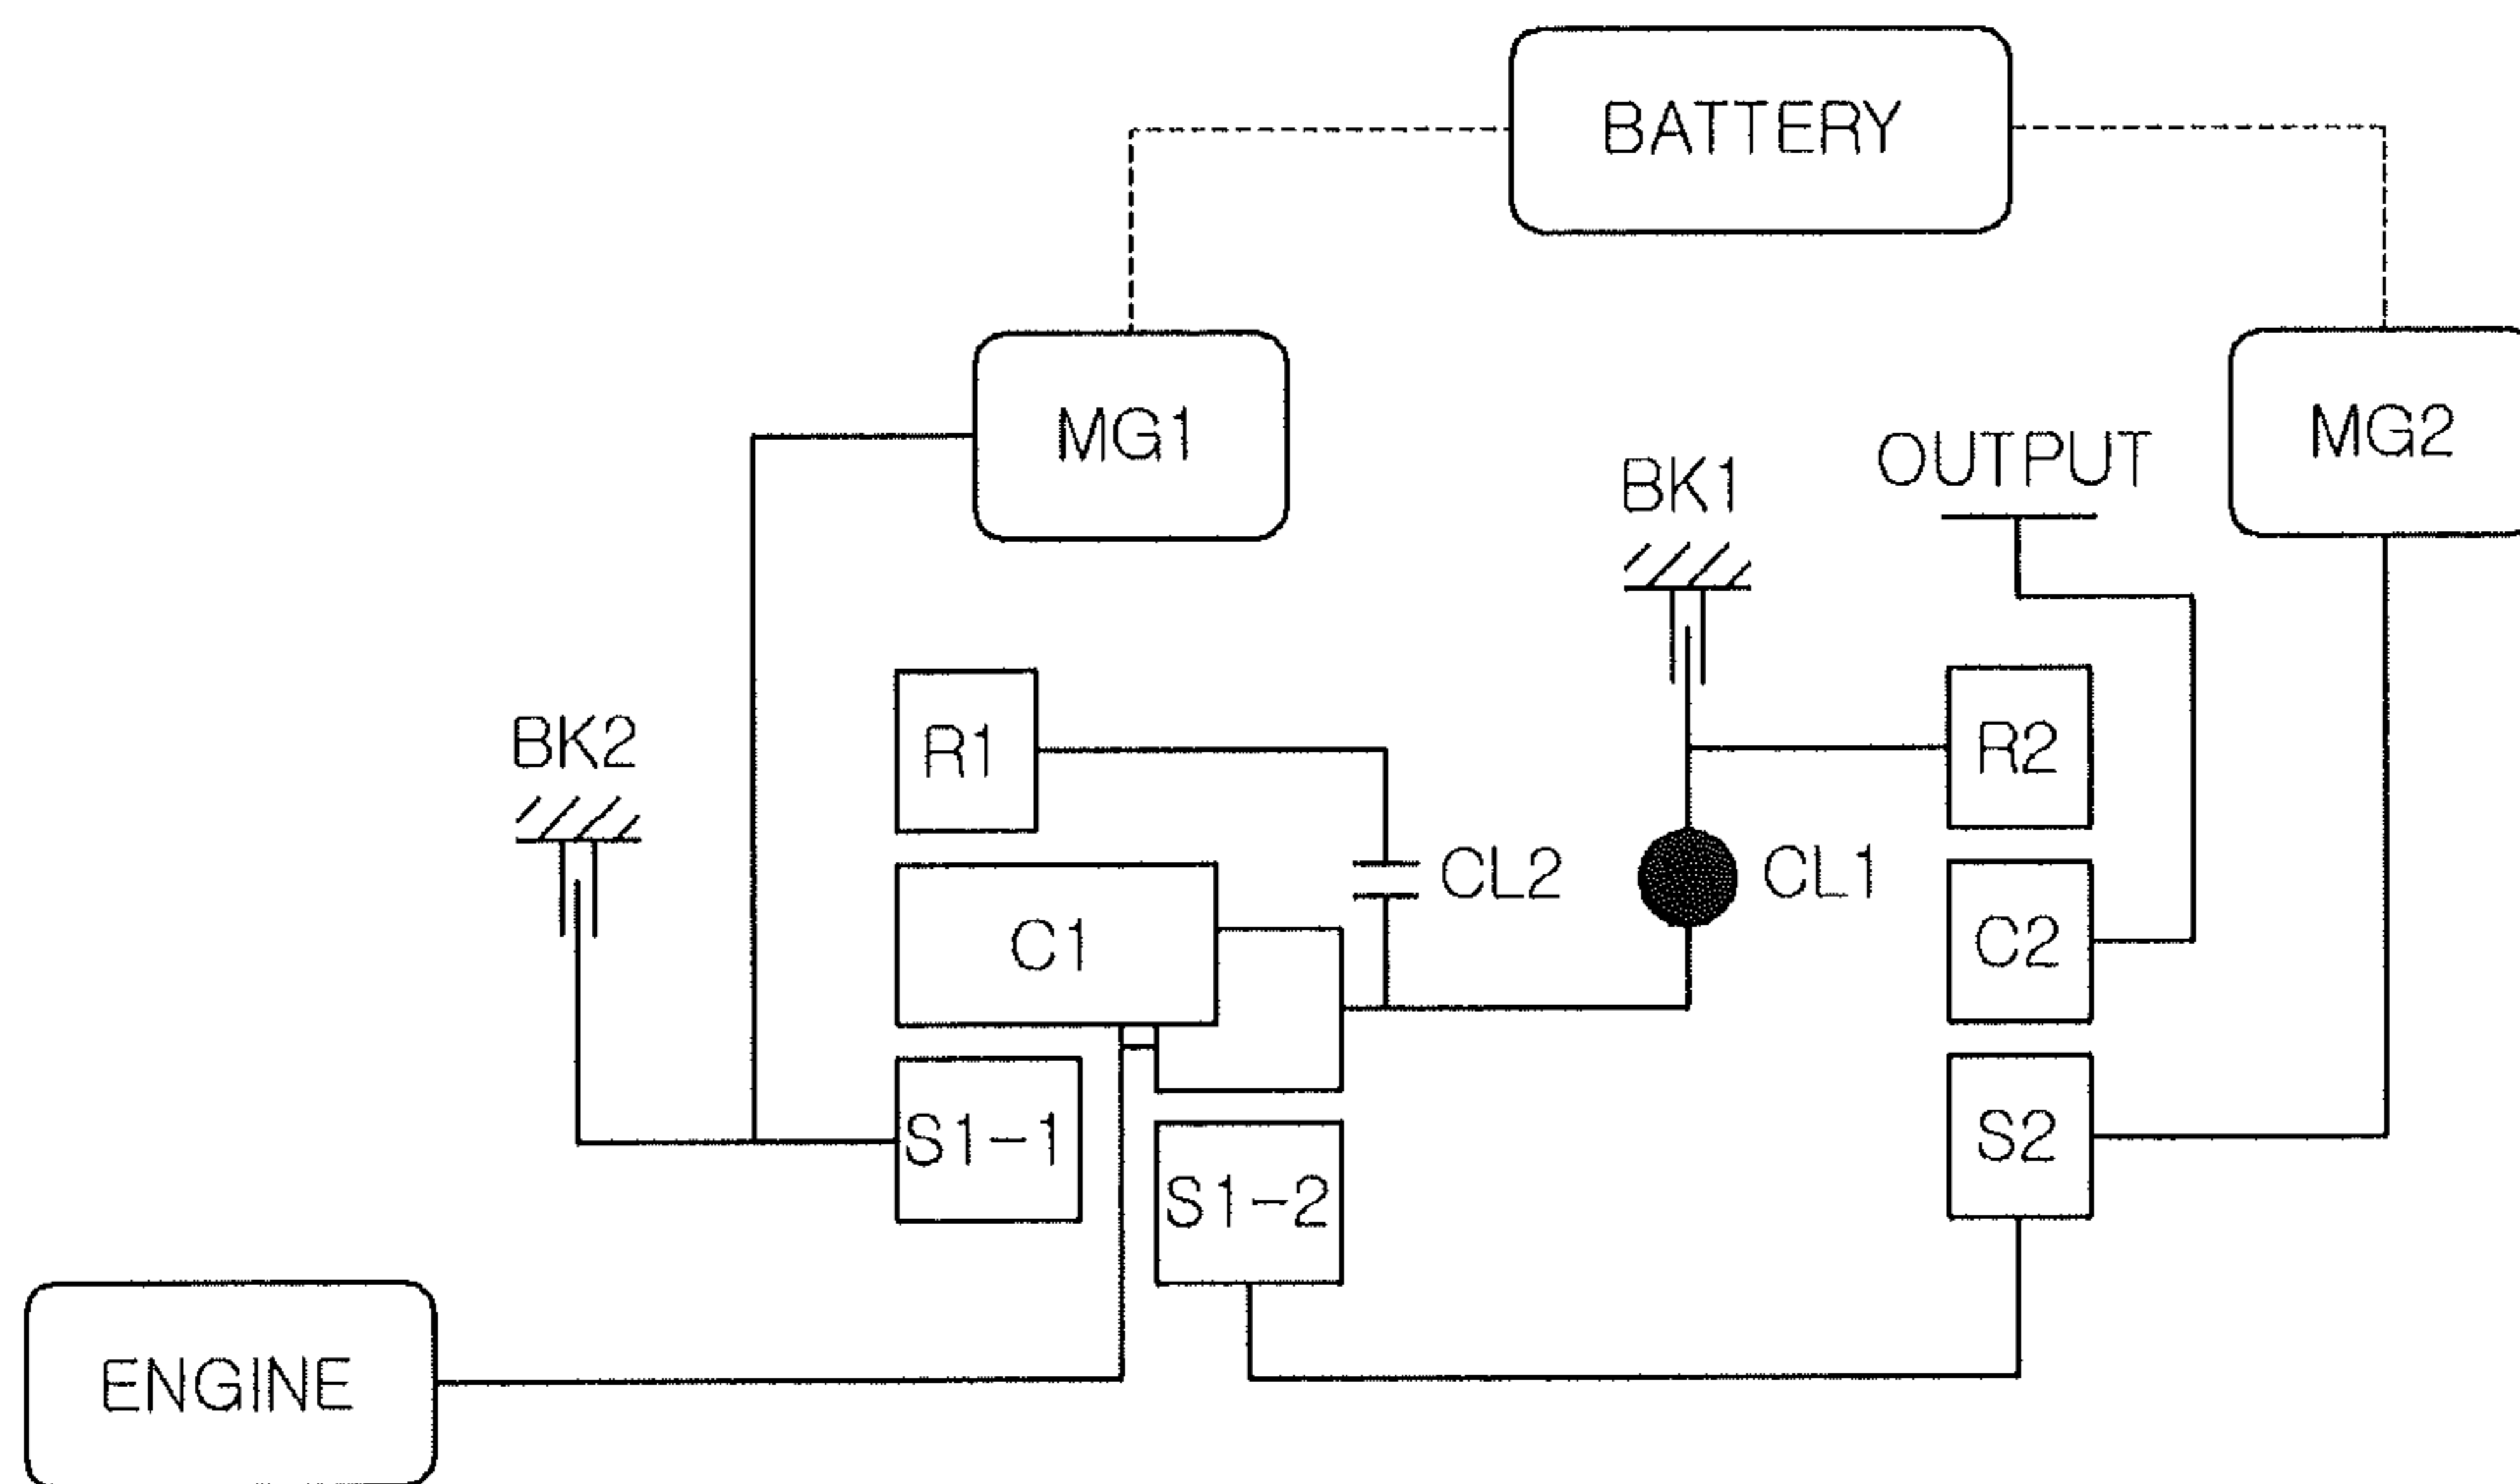 BATTERY
MG1
MG2
OUTPUT
BK1
BK2
R1
R2
CL2
CL1
C1
C2
S1-1
S2
S1-2
ENGINE